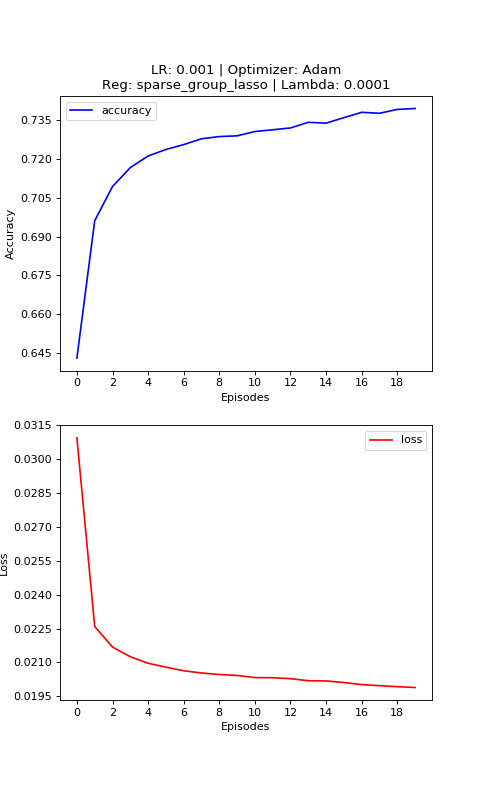 LR: 0.001 | Optimizer: Adam
Reg: sparse_group_lasso | Lambda: 0.0001
accuracy
0.735
0.720
0.705
0.690
0.675
0.660
0.645
Accuracy
0 2 4 6 8 10 12 14 16 18
Episodes
loss
0.0315
0.0300
0.0285
0.0270
0.0255
0.0240
0.0225
0.0210
0.0195
Loss
0 2 4 6 8 10 12 14 16 18
Episodes